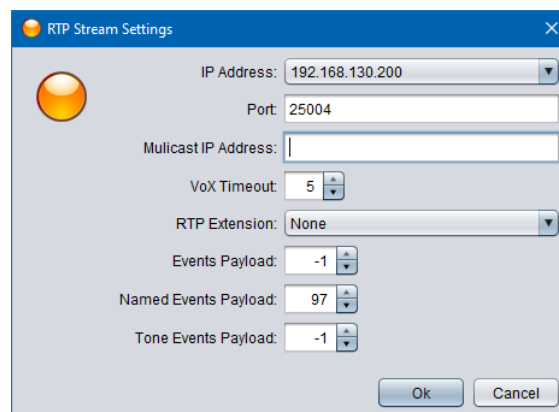 RTP Stream Settings
IP Address: 192.168.130.200
Port: 25004
Mulicast IP Address:
VoX Timeout: 5
RTP Extension: None
Events Payload: -1
Named Events Payload: 97
Tone Events Payload: -1
Ok Cancel